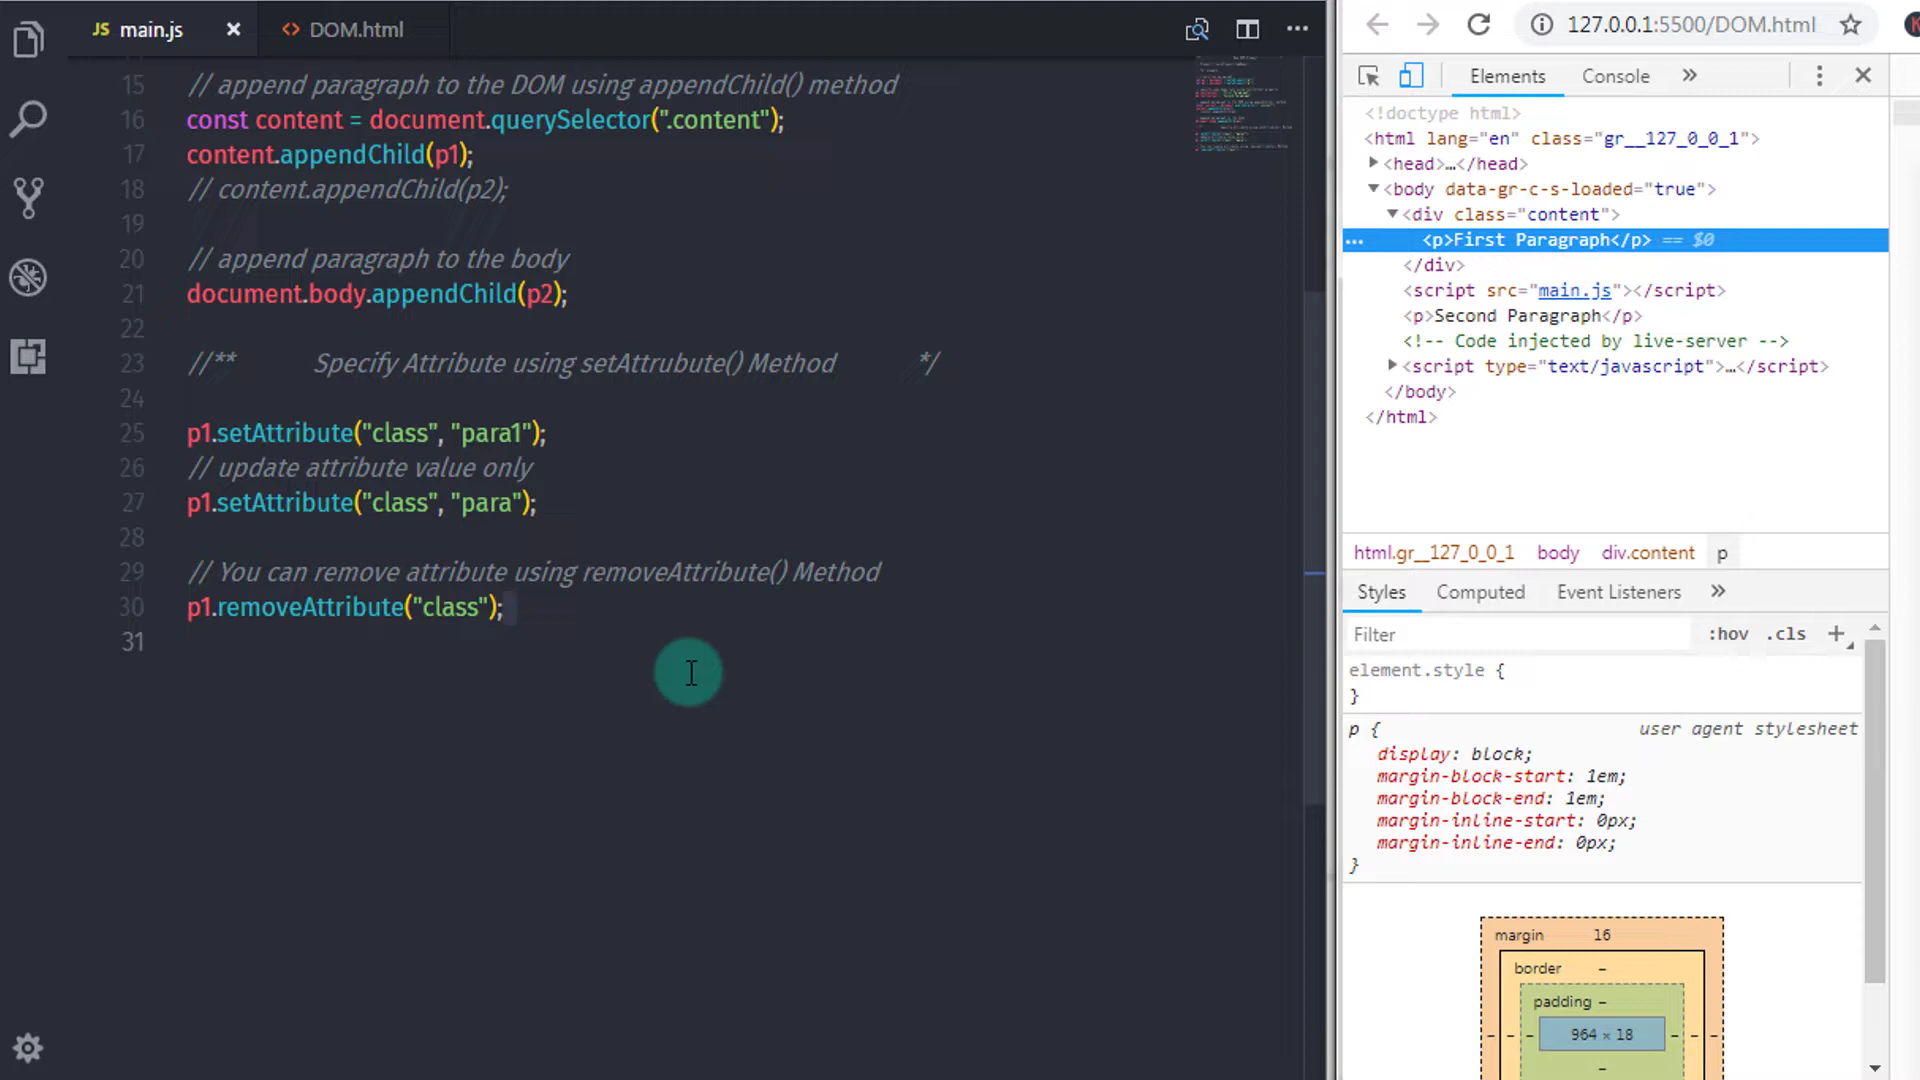 JS main.js
<> DOM.html
15 // append paragraph to the DOM using appendChild() method
16 const content = document.querySelector(".content");
17 content.appendChild(p1);
18 // content.appendChild(p2);
19
20 // append paragraph to the body
21 document.body.appendChild(p2);
22
23 //** Specify Attribute using setAttrubute() Method */
24
25 p1.setAttribute("class", "para1");
26 // update attribute value only
27 p1.setAttribute("class", "para");
28
29 // You can remove attribute using removeAttribute() Method
30 p1.removeAttribute("class");
31
127.0.0.1:5500/DOM.html
Elements Console »
<!doctype html>
<html lang="en" class="gr__127_0_0_1">
<head>…</head>
<body data-gr-c-s-loaded="true">
<div class="content">
<p>First Paragraph</p> == $0
</div>
<script src="main.js"></script>
<p>Second Paragraph</p>
<!-- Code injected by live-server -->
<script type="text/javascript">…</script>
</body>
</html>
html.gr__127_0_0_1 body div.content p
Styles Computed Event Listeners »
Filter :hov .cls +
element.style {
}
p { user agent stylesheet
display: block;
margin-block-start: 1em;
margin-block-end: 1em;
margin-inline-start: 0px;
margin-inline-end: 0px;
}
margin 16
border –
padding –
– – – 964 × 18 – – –
–